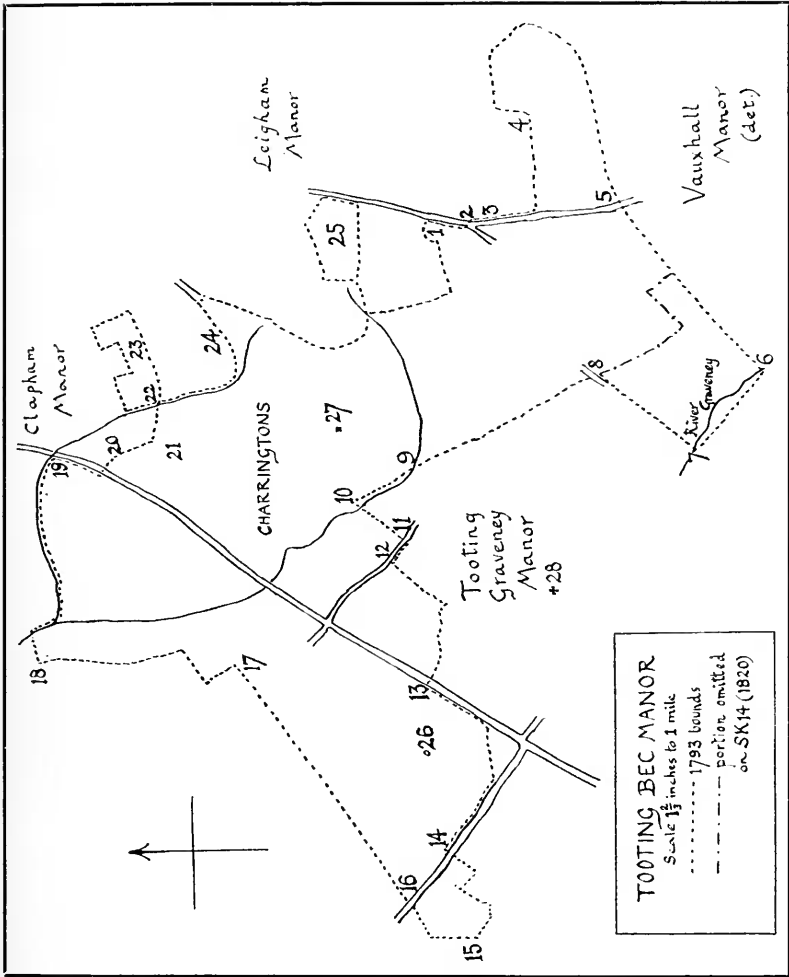 Clapham
Manor
Leigham
Manor
Vauxhall
Manor
(det.)
Tooting
Graveney
Manor
CHARRINGTONS
River
Graveney
1
2
3
4
5
6
7
8
9
10
11
12
13
14
15
16
17
18
19
20
21
22
23
24
25
26
27
+28
TOOTING BEC MANOR
Scale 1 2/3 inches to 1 mile
1793 bounds
portion omitted
on SK14 (1820)